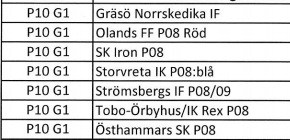 P10 G1 Gräsö Norrskedika IF
P10 G1 Olands FF P08 Röd
P10 G1 SK Iron P08
P10 G1 Storvreta IK P08:blå
P10 G1 Strömsbergs IF P08/09
P10 G1 Tobo-Örbyhus/IK Rex P08
P10 G1 Östhammars SK P08